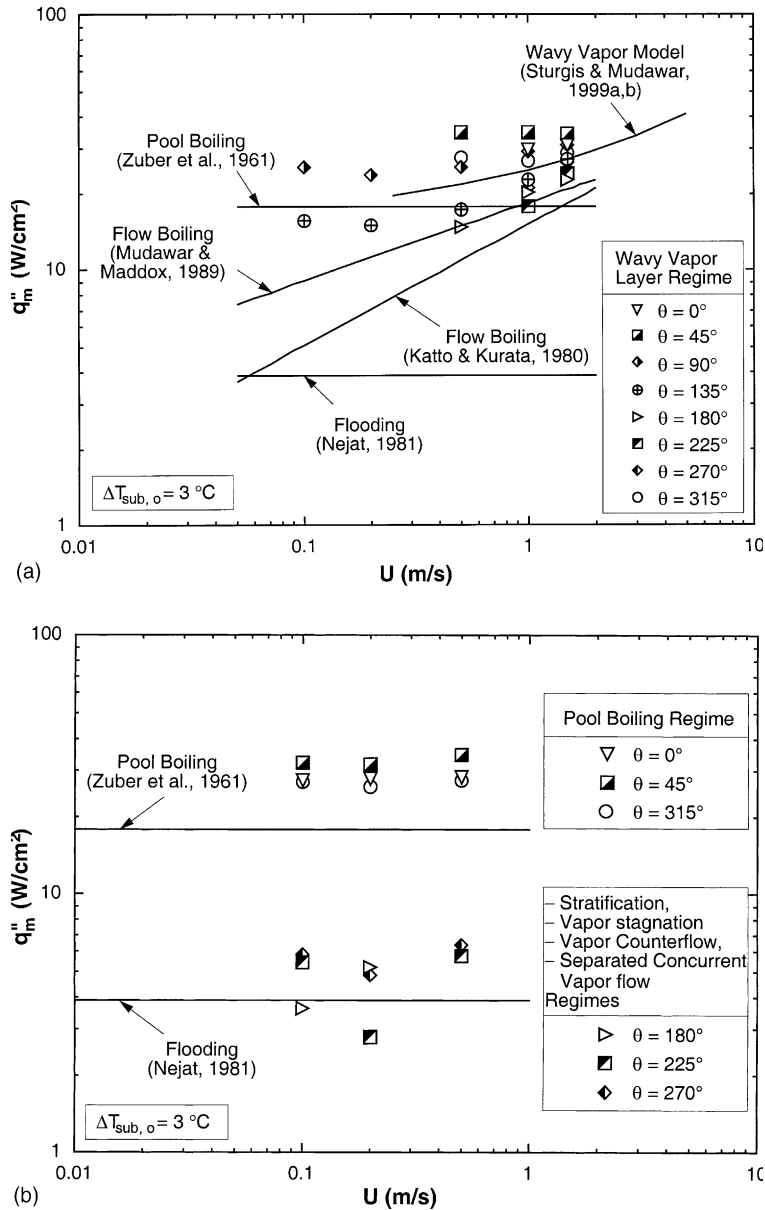 100
Wavy Vapor Model
(Sturgis & Mudawar,
1999a,b)
Pool Boiling
(Zuber et al., 1961)
Flow Boiling
(Mudawar &
Maddox, 1989)
q"m (W/cm²)
10
Flow Boiling
(Katto & Kurata, 1980)
Flooding
(Nejat, 1981)
Wavy Vapor
Layer Regime
θ = 0°
θ = 45°
θ = 90°
θ = 135°
θ = 180°
θ = 225°
θ = 270°
θ = 315°
ΔTsub, o = 3 °C
1
0.01
0.1
1
10
(a)
U (m/s)
100
Pool Boiling
(Zuber et al., 1961)
Pool Boiling Regime
θ = 0°
θ = 45°
θ = 315°
q"m (W/cm²)
10
– Stratification,
– Vapor stagnation
– Vapor Counterflow,
– Separated Concurrent
Vapor flow
Regimes
θ = 180°
θ = 225°
θ = 270°
Flooding
(Nejat, 1981)
ΔTsub, o = 3 °C
1
0.01
0.1
1
10
(b)
U (m/s)